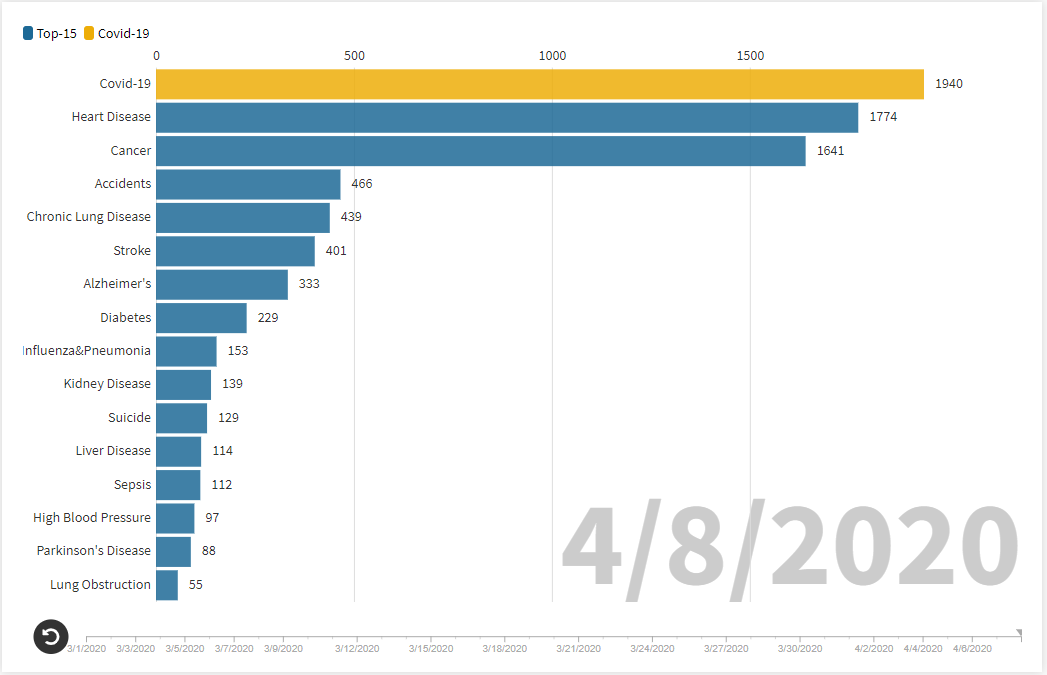 Top-15 Covid-19
0 500 1000 1500
Covid-19 1940
Heart Disease 1774
Cancer 1641
Accidents 466
Chronic Lung Disease 439
Stroke 401
Alzheimer's 333
Diabetes 229
Influenza&Pneumonia 153
Kidney Disease 139
Suicide 129
Liver Disease 114
Sepsis 112
High Blood Pressure 97
Parkinson's Disease 88
Lung Obstruction 55
4/8/2020
3/1/2020 3/3/2020 3/5/2020 3/7/2020 3/9/2020 3/12/2020 3/15/2020 3/18/2020 3/21/2020 3/24/2020 3/27/2020 3/30/2020 4/2/2020 4/4/2020 4/6/2020